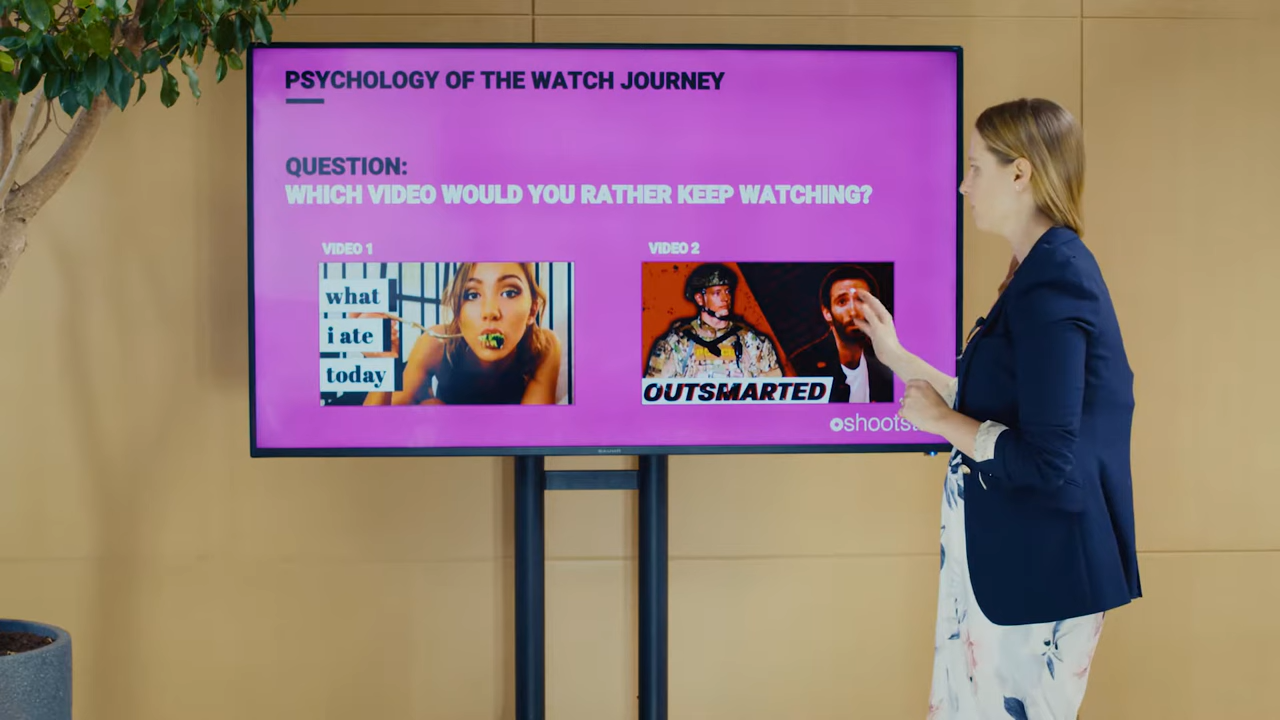 PSYCHOLOGY OF THE WATCH JOURNEY
QUESTION:
WHICH VIDEO WOULD YOU RATHER KEEP WATCHING?
VIDEO 1
VIDEO 2
what
i ate
today
OUTSMARTED